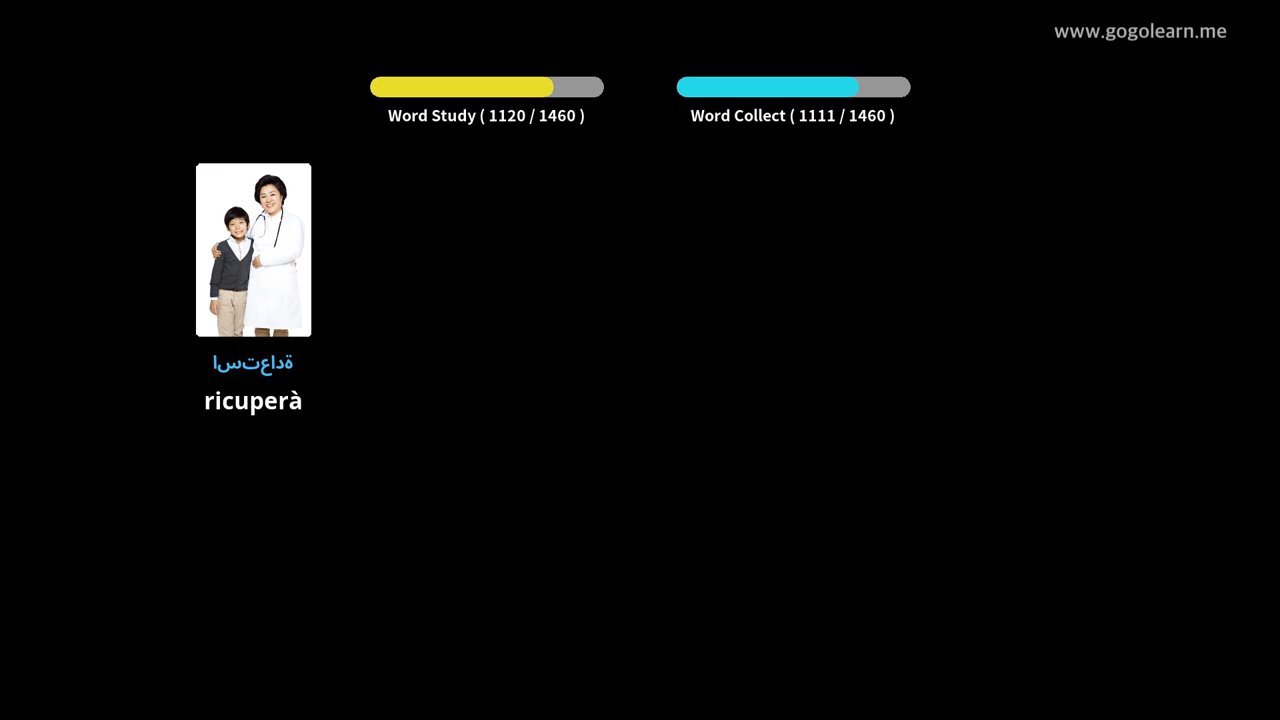 www.gogolearn.me
Word Study ( 1120 / 1460 )
Word Collect ( 1111 / 1460 )
استعادة
ricuperà